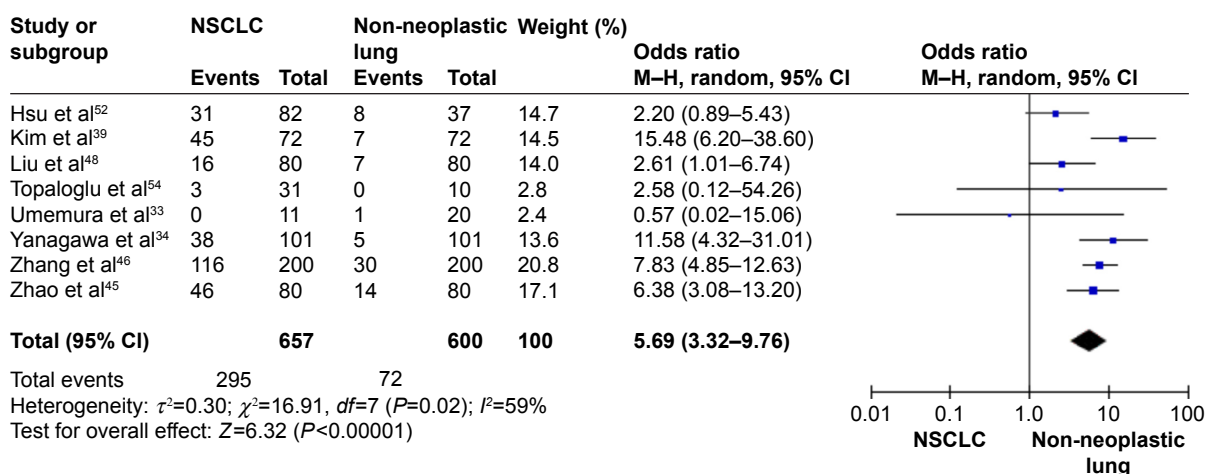 Study or subgroup NSCLC Non-neoplastic lung Weight (%) Odds ratio M–H, random, 95% CI Odds ratio M–H, random, 95% CI
Events Total Events Total
Hsu et al52 31 82 8 37 14.7 2.20 (0.89–5.43)
Kim et al39 45 72 7 72 14.5 15.48 (6.20–38.60)
Liu et al48 16 80 7 80 14.0 2.61 (1.01–6.74)
Topaloglu et al54 3 31 0 10 2.8 2.58 (0.12–54.26)
Umemura et al33 0 11 1 20 2.4 0.57 (0.02–15.06)
Yanagawa et al34 38 101 5 101 13.6 11.58 (4.32–31.01)
Zhang et al46 116 200 30 200 20.8 7.83 (4.85–12.63)
Zhao et al45 46 80 14 80 17.1 6.38 (3.08–13.20)
Total (95% CI) 657 600 100 5.69 (3.32–9.76)
Total events 295 72
Heterogeneity: τ²=0.30; χ²=16.91, df=7 (P=0.02); I²=59%
Test for overall effect: Z=6.32 (P<0.00001)
0.01 0.1 1.0 10 100
NSCLC Non-neoplastic lung